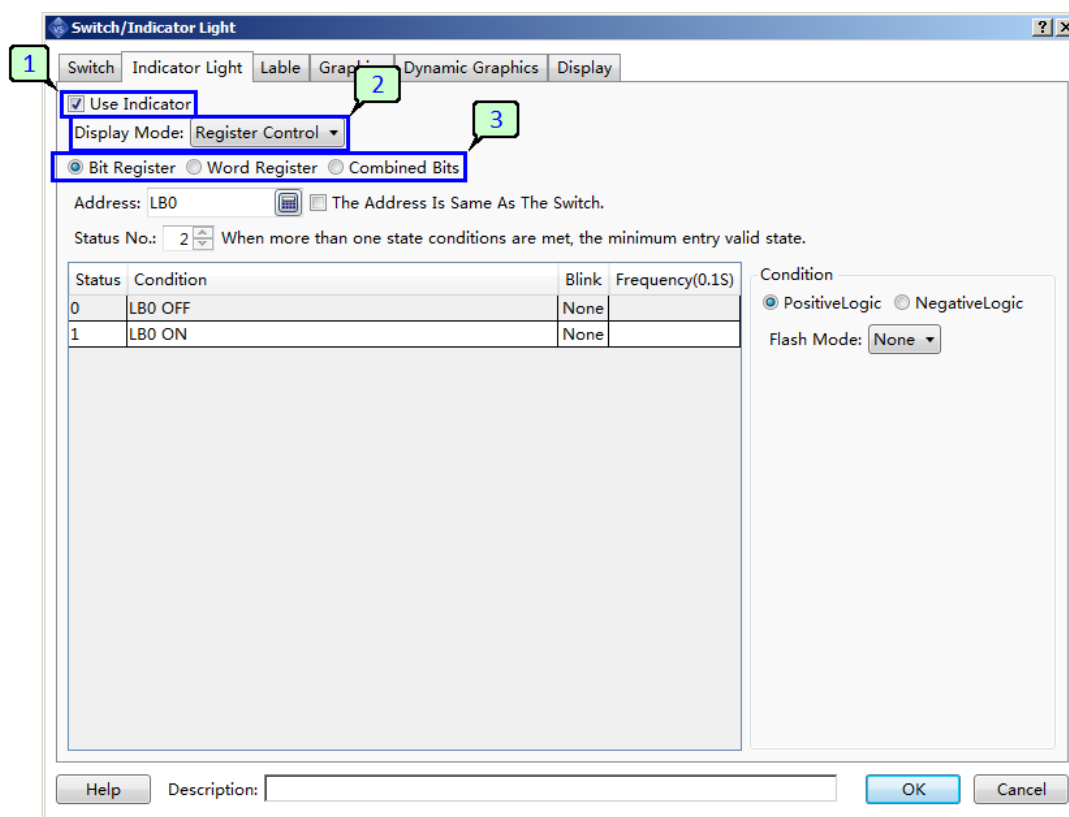 Switch/Indicator Light
1
Switch Indicator Light Lable Dynamic Graphics Display
2
Use Indicator
Display Mode: Register Control
3
Bit Register Word Register Combined Bits
Address: LB0 The Address Is Same As The Switch.
Status No.: 2 When more than one state conditions are met, the minimum entry valid state.
Status Condition Blink Frequency(0.1S)
0 LB0 OFF None
1 LB0 ON None
Condition
PositiveLogic NegativeLogic
Flash Mode: None
Help Description: OK Cancel